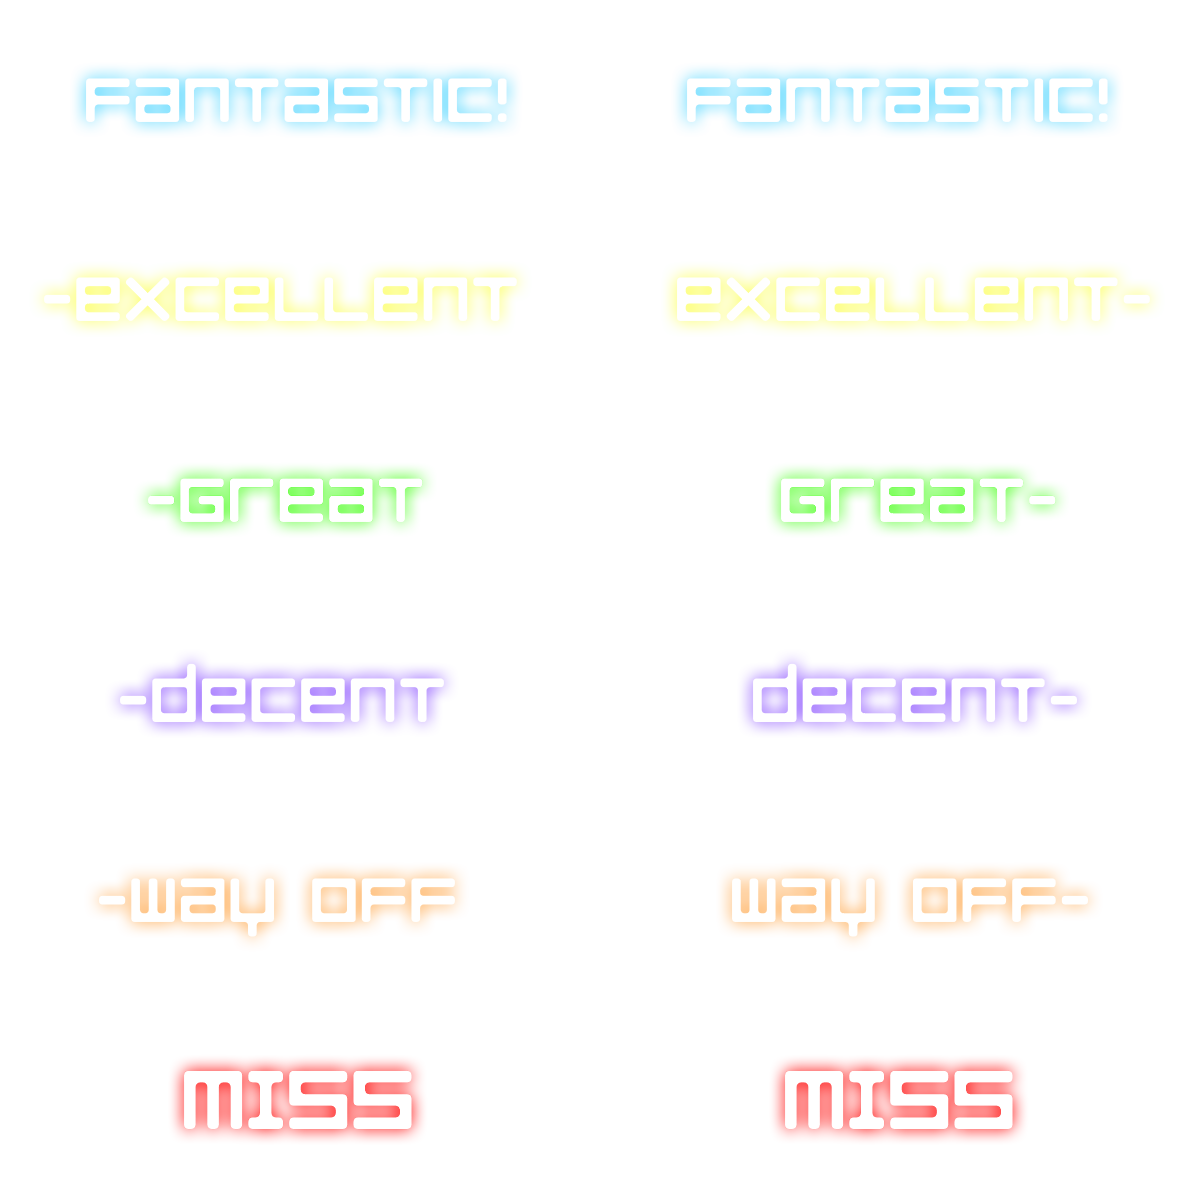 FANTASTIC! FANTASTIC!
-EXCELLENT EXCELLENT-
-GREAT GREAT-
-DECENT DECENT-
-WAY OFF WAY OFF-
MISS MISS